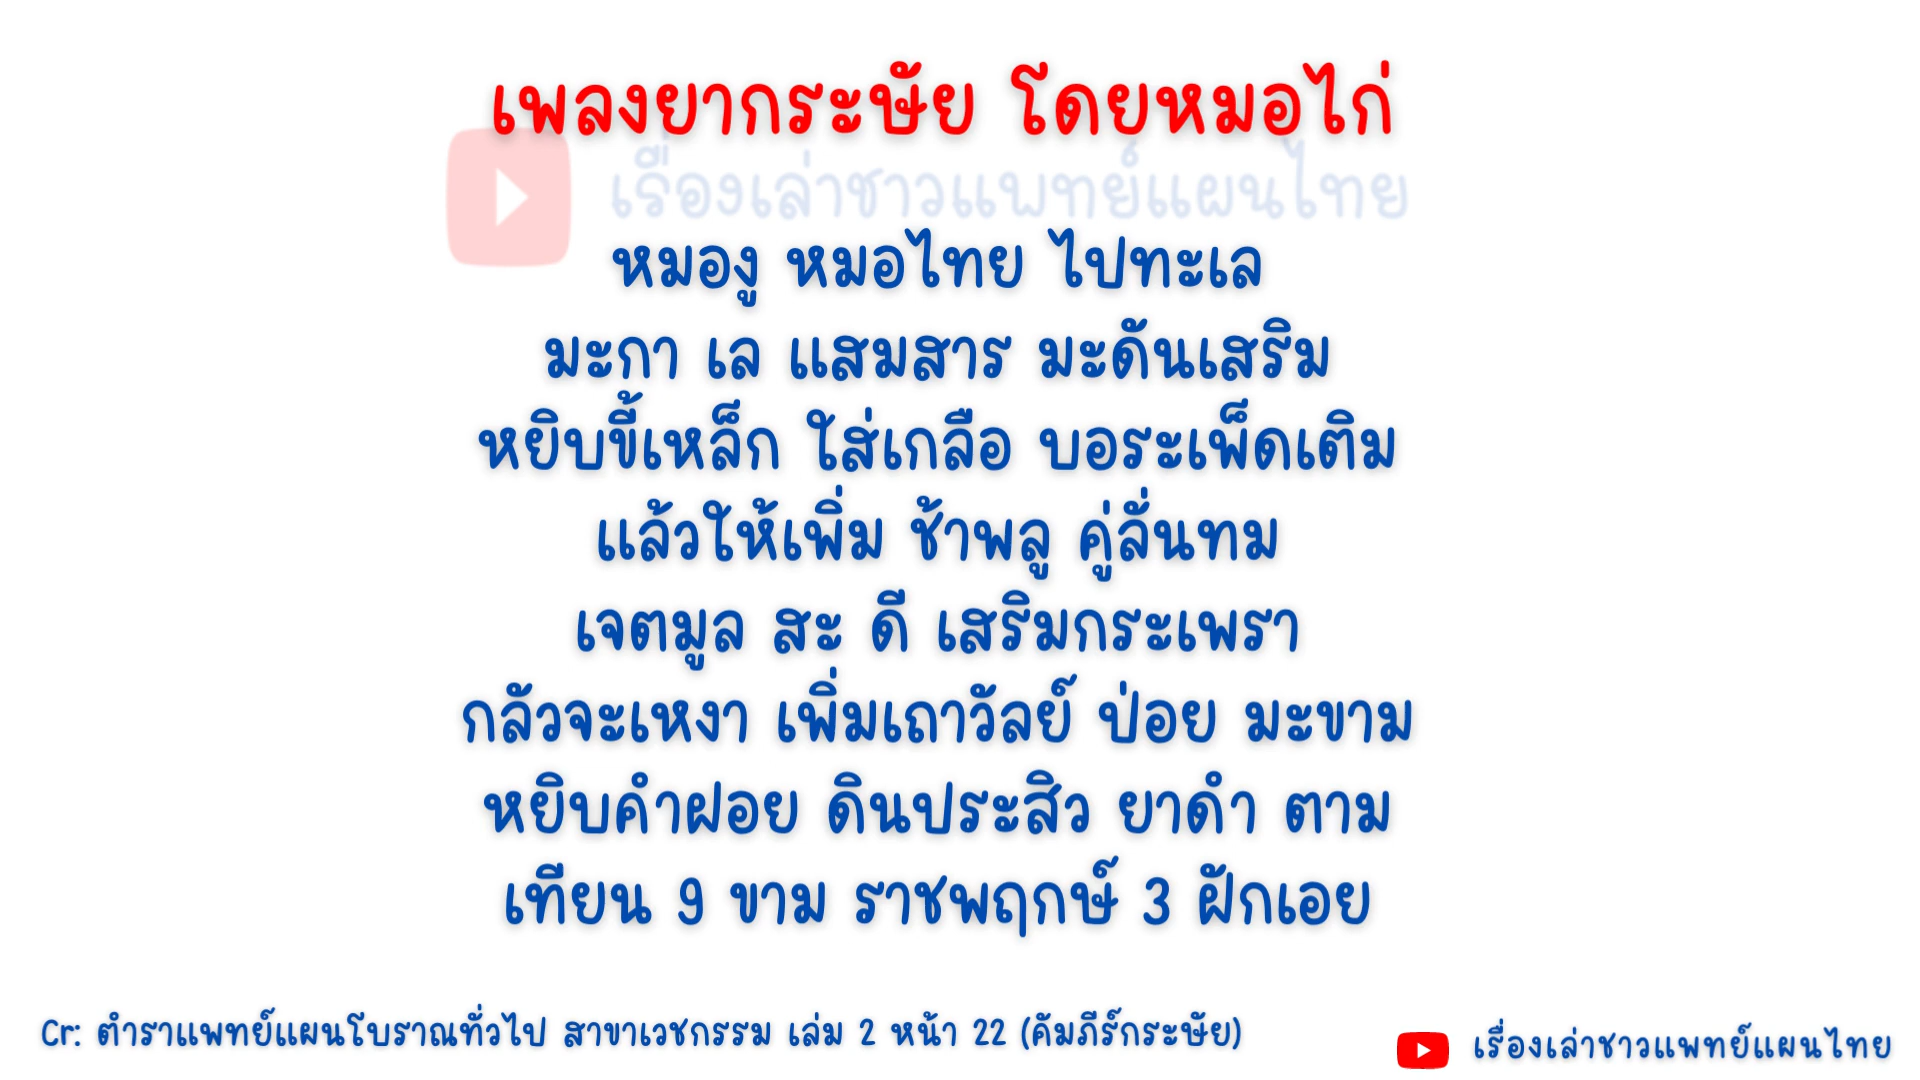 เพลงยากระษัย โดยหมอไก่
เรื่องเล่าชาวแพทย์แผนไทย
หมองู หมอไทย ไปทะเล
มะกา เล แสมสาร มะดันเสริม
หยิบขี้เหล็ก ใส่เกลือ บอระเพ็ดเติม
แล้วให้เพิ่ม ช้าพลู คู่ลั่นทม
เจตมูล สะ ดี เสริมกระเพรา
กลัวจะเหงา เพิ่มเถาวัลย์ ป่อย มะขาม
หยิบคำฝอย ดินประสิว ยาดำ ตาม
เทียน 9 ขาม ราชพฤกษ์ 3 ฝักเอย
Cr: ตำราแพทย์แผนโบราณทั่วไป สาขาเวชกรรม เล่ม 2 หน้า 22 (คัมภีร์กระษัย)
เรื่องเล่าชาวแพทย์แผนไทย